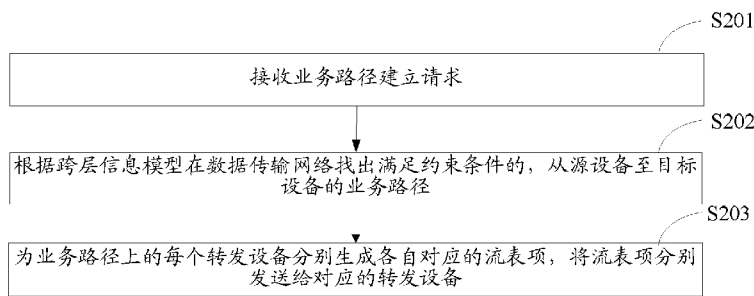 S201
接收业务路径建立请求
S202
根据跨层信息模型在数据传输网络找出满足约束条件的，从源设备至目标
设备的业务路径
S203
为业务路径上的每个转发设备分别生成各自对应的流表项，将流表项分别
发送给对应的转发设备